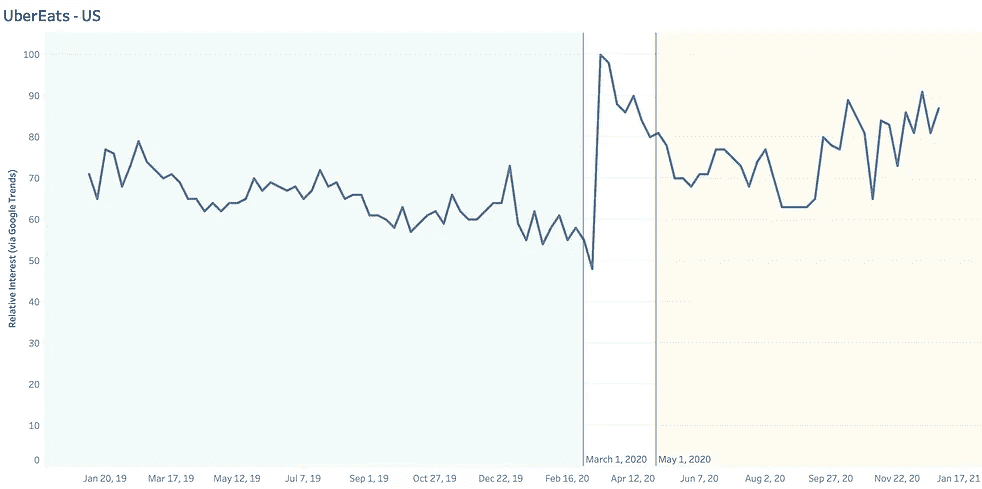 UberEats - US
Relative Interest (via Google Trends)
100
90
80
70
60
50
40
30
20
10
0
March 1, 2020
May 1, 2020
Jan 20, 19
Mar 17, 19
May 12, 19
Jul 7, 19
Sep 1, 19
Oct 27, 19
Dec 22, 19
Feb 16, 20
Apr 12, 20
Jun 7, 20
Aug 2, 20
Sep 27, 20
Nov 22, 20
Jan 17, 21